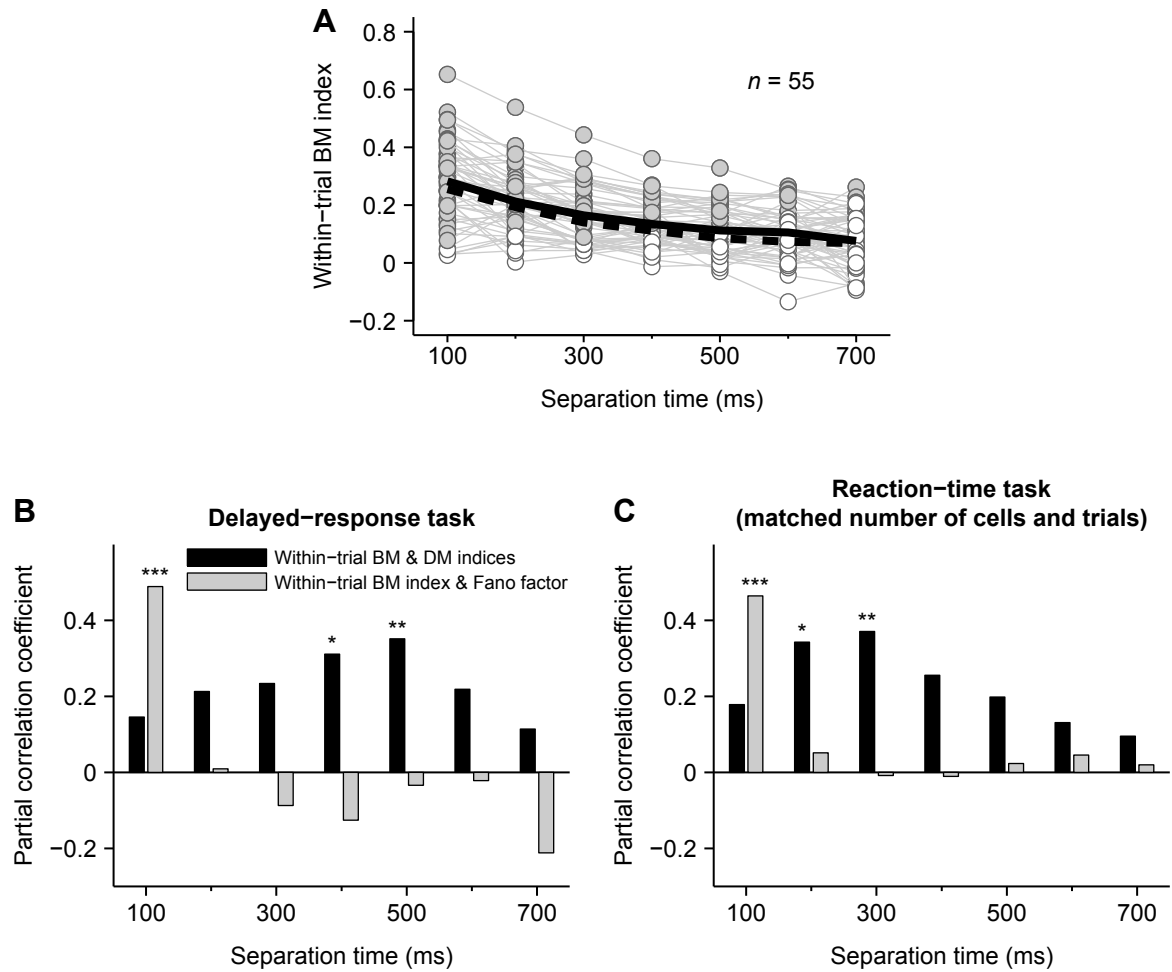 A
0.8
0.6
0.4
0.2
0
−0.2
Within−trial BM index
n = 55
100
300
500
700
Separation time (ms)
B
Delayed−response task
Within−trial BM & DM indices
Within−trial BM index & Fano factor
***
*
**
0.4
0.2
0
−0.2
Partial correlation coefficient
100
300
500
700
Separation time (ms)
C
Reaction−time task
(matched number of cells and trials)
***
*
**
0.4
0.2
0
−0.2
Partial correlation coefficient
100
300
500
700
Separation time (ms)